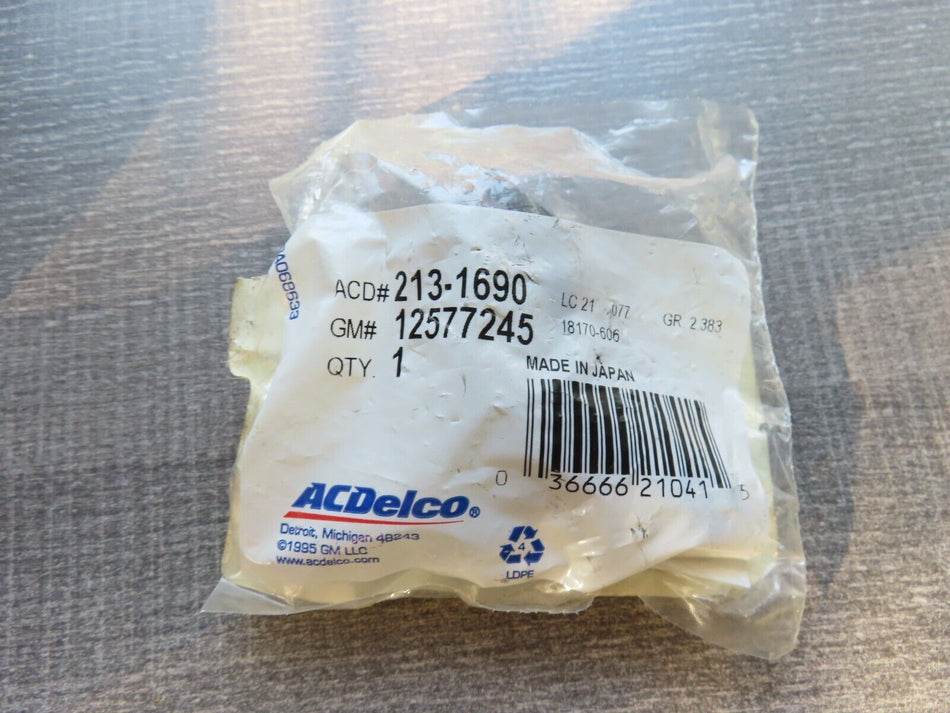 ACD# 213-1690
GM# 12577245
QTY. 1
LC 21 077
18170-606
GR. 2.383
MADE IN JAPAN
0 36666 21041 5
ACDelco®
Detroit, Michigan 48243
©1995 GM LLC
www.acdelco.com
4
LDPE